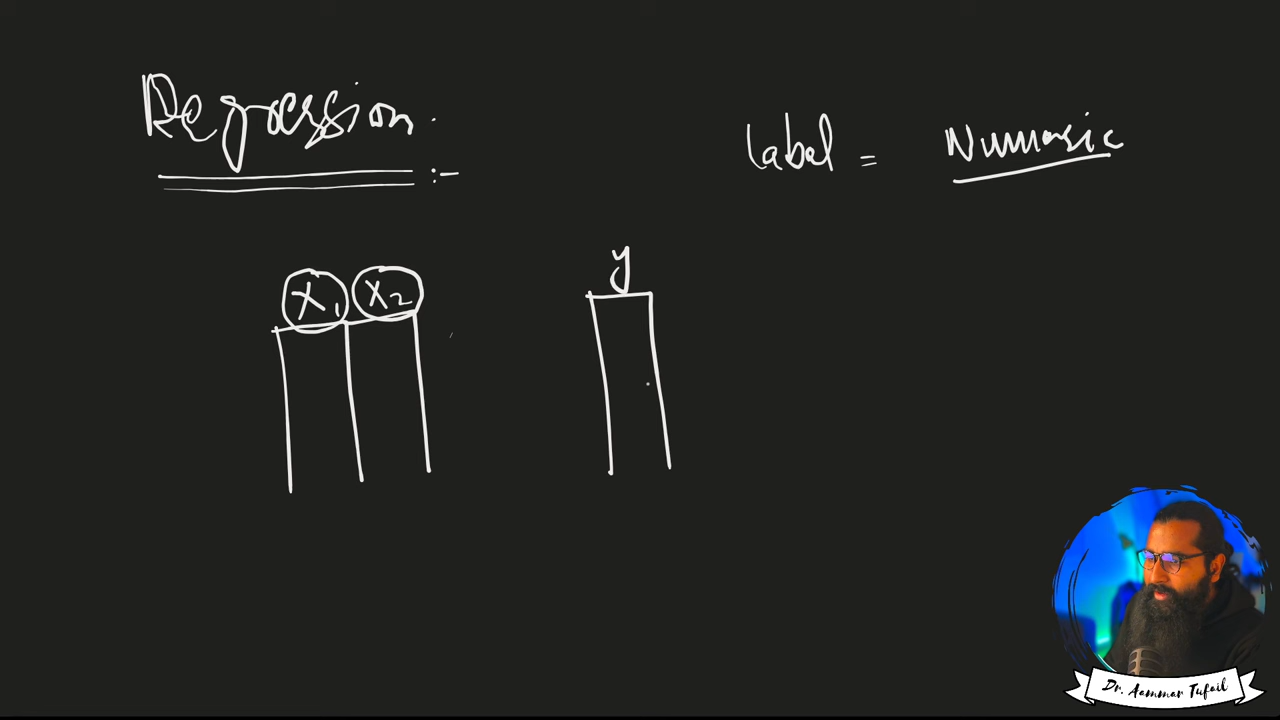 Regression :-
Label = Numeric
X1 X2
y
Dr. Aammar Tufail